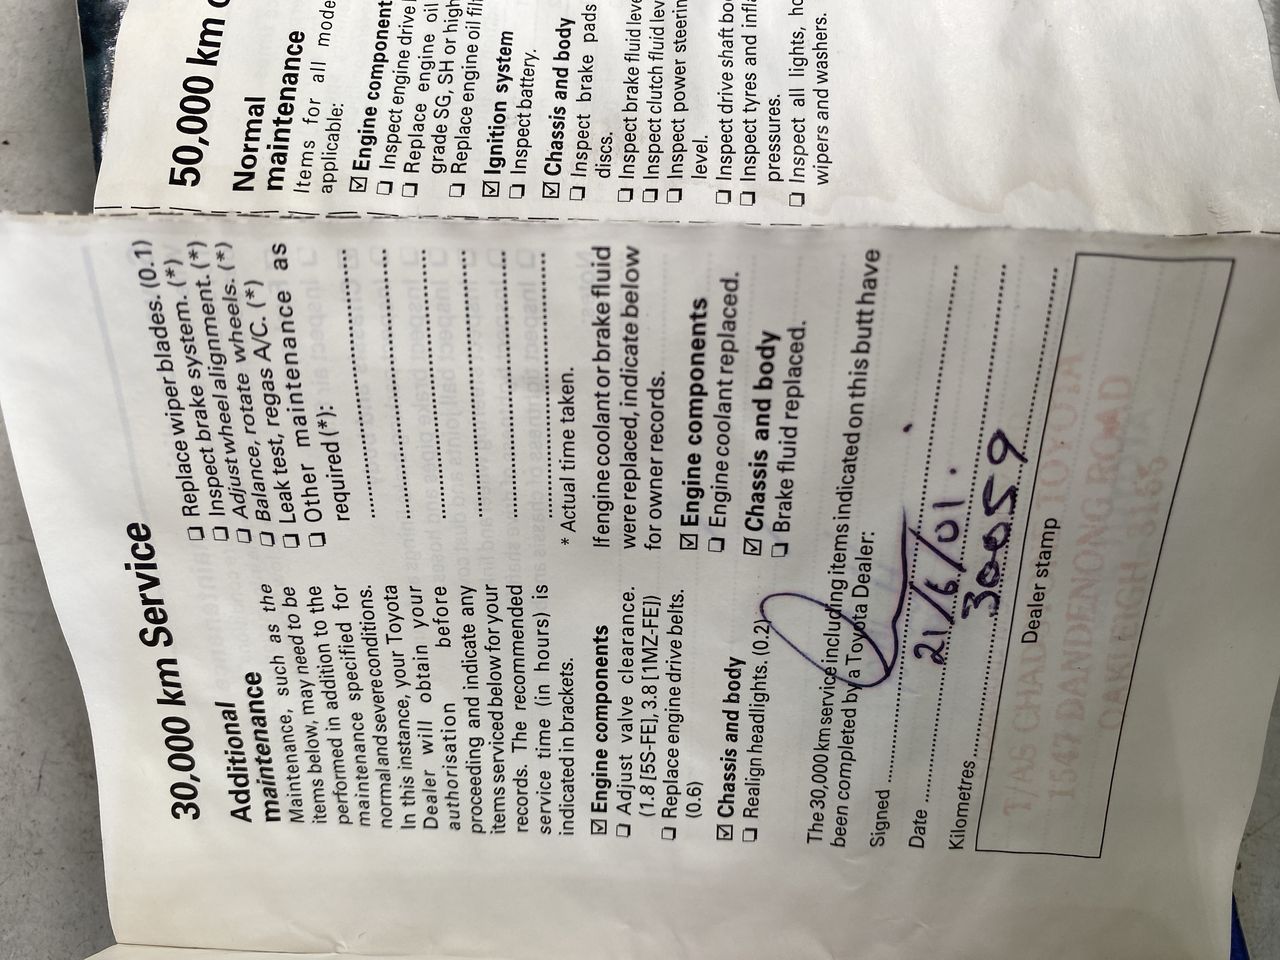 30,000 km Service
Additional
maintenance
Maintenance, such as the
items below, may need to be
performed in addition to the
maintenance specified for
normal and severe conditions.
In this instance, your Toyota
Dealer will obtain your
authorisation before
proceeding and indicate any
items serviced below for your
records. The recommended
service time (in hours) is
indicated in brackets.
☑ Engine components
❏ Adjust valve clearance.
(1.8 [5S-FE], 3.8 [1MZ-FE])
❏ Replace engine drive belts.
(0.6)
☑ Chassis and body
❏ Realign headlights. (0.2)
❏ Replace wiper blades. (0.1)
❏ Inspect brake system. (*)
❏ Adjust wheel alignment. (*)
❏ Balance, rotate wheels. (*)
❏ Leak test, regas A/C. (*)
❏ Other maintenance as
required (*):
* Actual time taken.
If engine coolant or brake fluid
were replaced, indicate below
for owner records.
☑ Engine components
❏ Engine coolant replaced.
☑ Chassis and body
❏ Brake fluid replaced.
The 30,000 km service including items indicated on this butt have
been completed by a Toyota Dealer:
Signed
Date 21/6/01.
Kilometres 30059
Dealer stamp
T/AS CHAD TOYOTA
1547 DANDENONG ROAD
OAKLEIGH 3166
50,000 km
Normal
maintenance
Items for all mode
applicable:
☑ Engine component
❏ Inspect engine drive
❏ Replace engine oil
grade SG, SH or high
❏ Replace engine oil fil
☑ Ignition system
❏ Inspect battery.
☑ Chassis and body
❏ Inspect brake pads
discs.
❏ Inspect brake fluid leve
❏ Inspect clutch fluid lev
❏ Inspect power steerin
level.
❏ Inspect drive shaft bo
❏ Inspect tyres and infl
pressures.
❏ Inspect all lights, ho
wipers and washers.